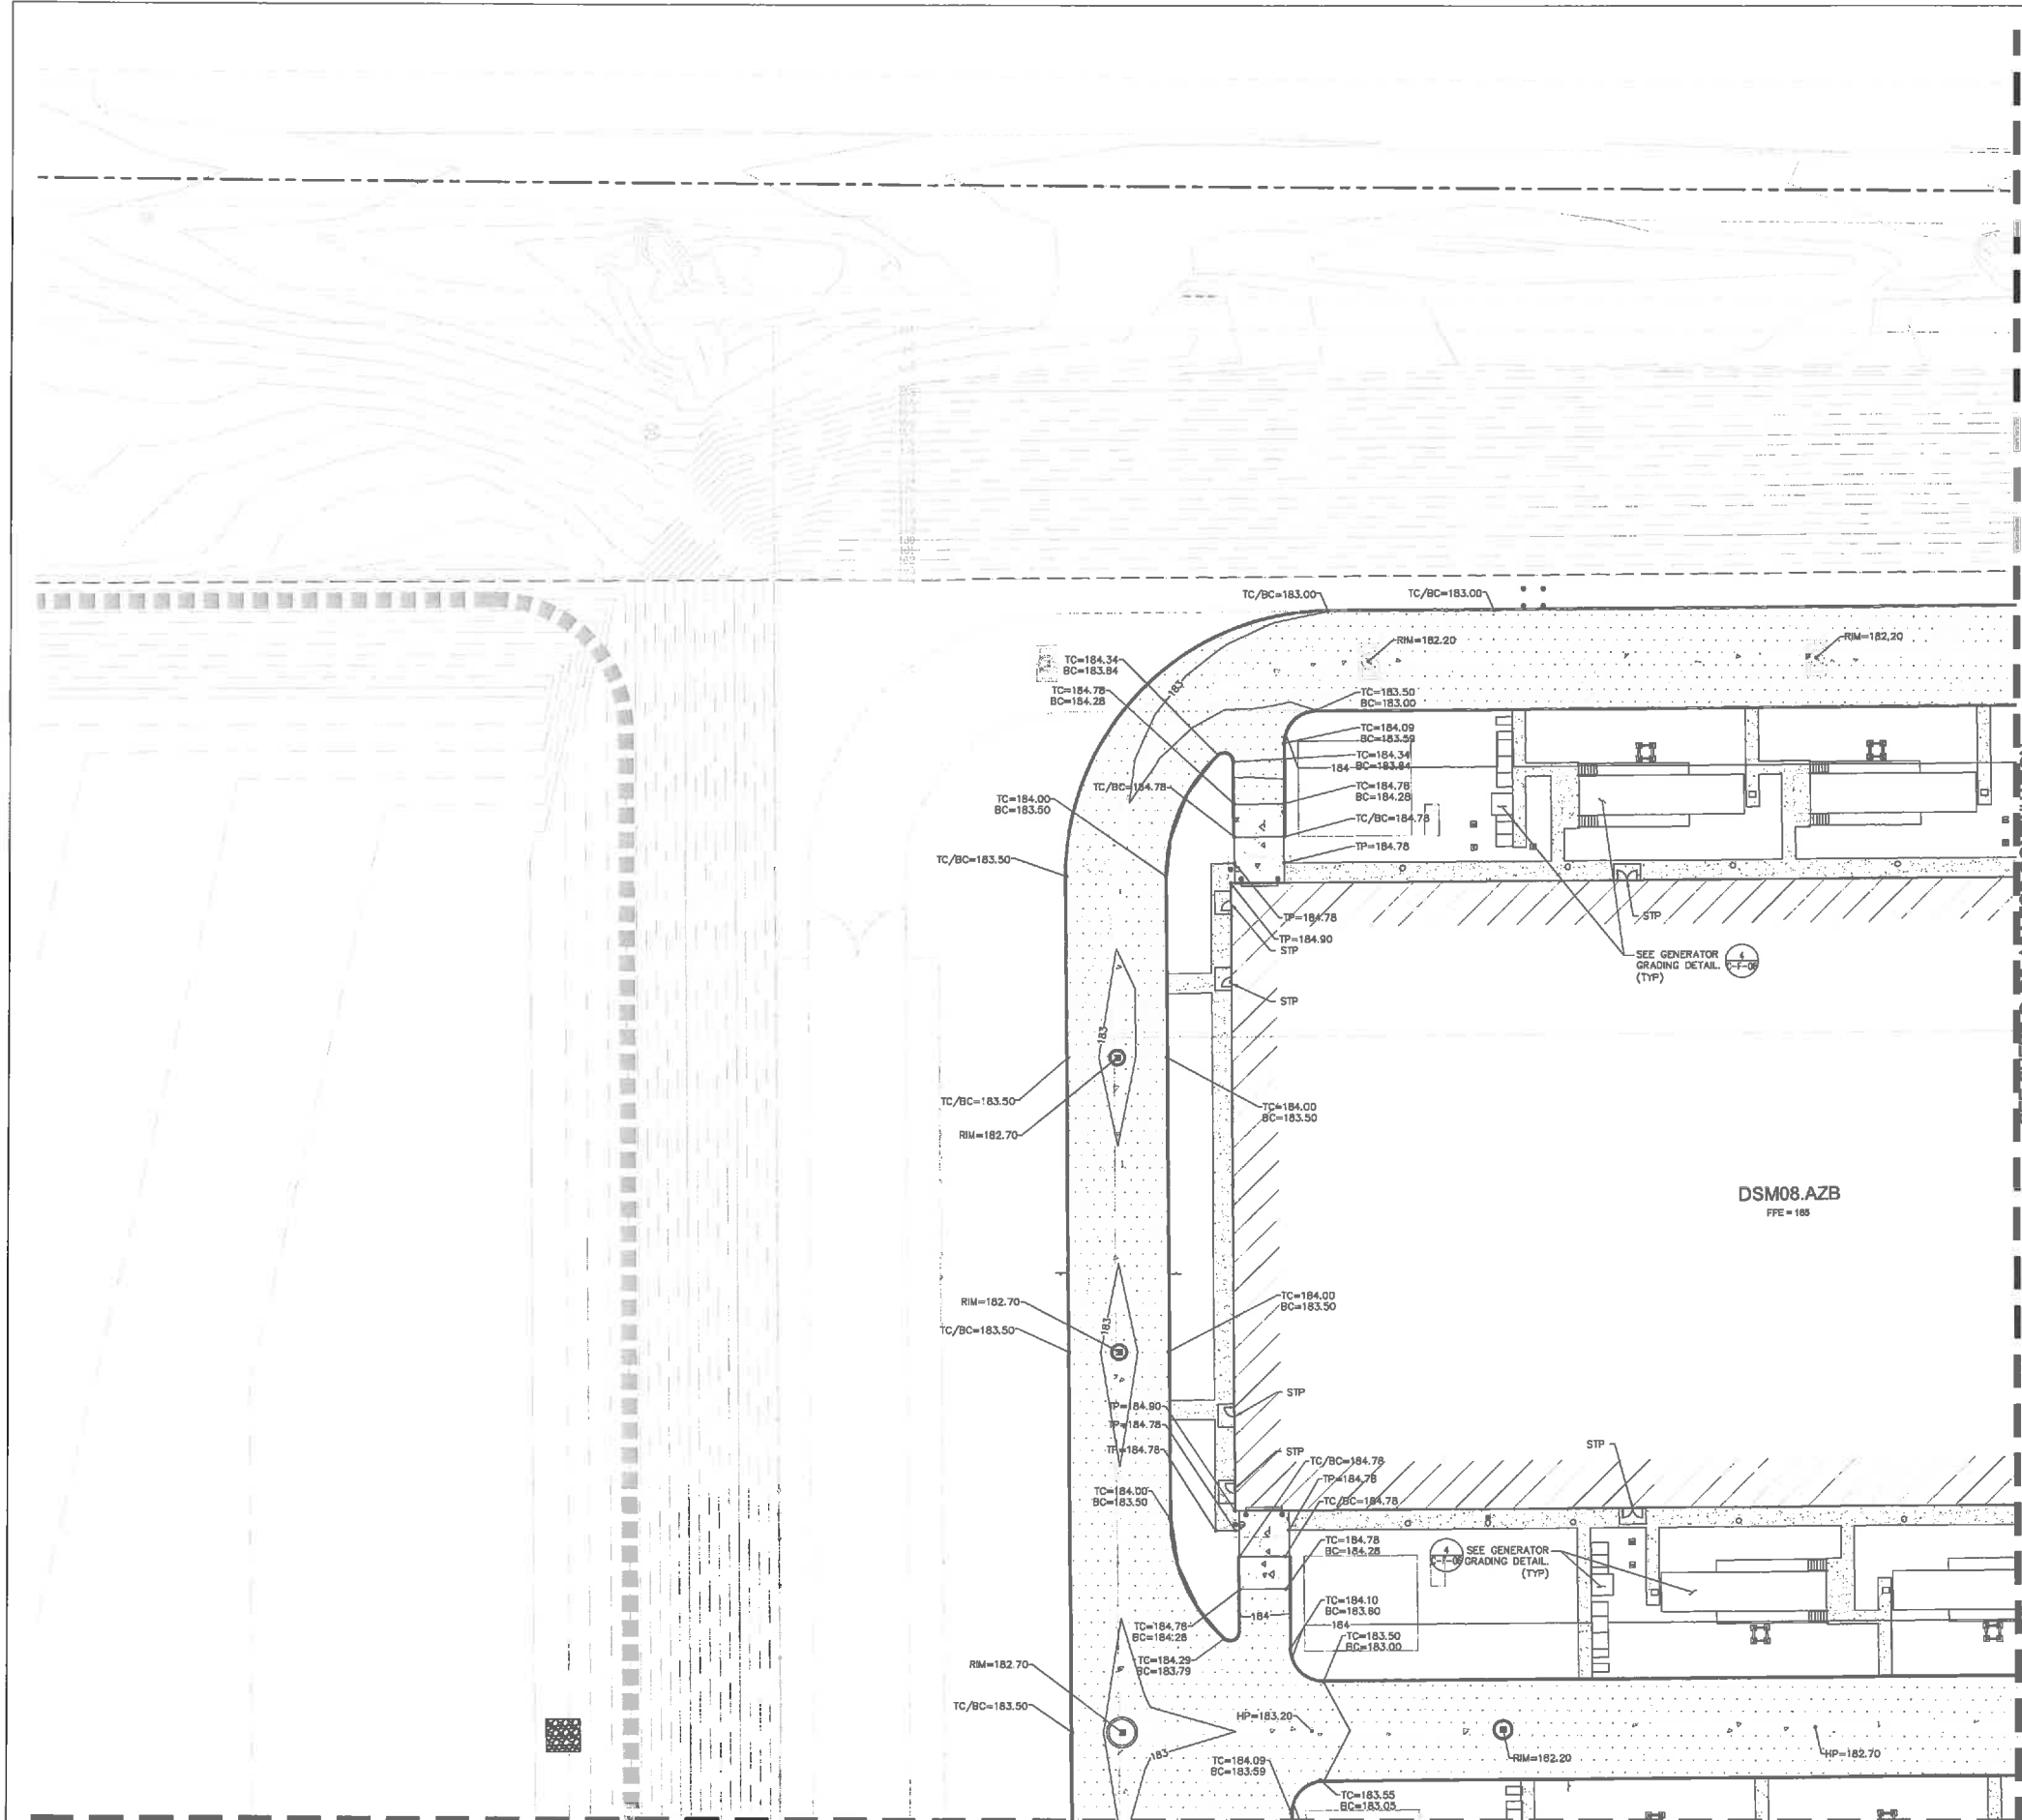 TC/BC=183.00
TC/BC=183.00
RIM=182.20
RIM=182.20
TC=184.34
BC=183.84
TC=184.78
BC=184.28
183
TC=183.50
BC=183.00
TC=184.09
BC=183.59
TC=184.34
BC=183.84
184
TC/BC=184.78
TC=184.78
BC=184.28
TC=184.00
BC=183.50
TC/BC=184.78
TP=184.78
TC/BC=183.50
TP=184.78
TP=184.90
STP
STP
STP
SEE GENERATOR
GRADING DETAIL.
(TYP)
4
C-F-06
183
TC/BC=183.50
TC=184.00
BC=183.50
RIM=182.70
DSM08.AZB
FFE = 185
RIM=182.70
TC=184.00
BC=183.50
TC/BC=183.50
183
STP
TP=184.90
TP=184.78
TP=184.78
STP
STP
TC/BC=184.78
TP=184.78
TC=184.00
BC=183.50
TC/BC=184.78
TC=184.78
BC=184.28
4
C-F-06
SEE GENERATOR
GRADING DETAIL.
(TYP)
TC=184.10
BC=183.60
184
184
TC=184.78
BC=184.28
TC=183.50
BC=183.00
TC=184.29
BC=183.79
RIM=182.70
TC/BC=183.50
HP=183.20
183
RIM=182.20
HP=182.70
TC=184.09
BC=183.59
TC=183.55
BC=183.05